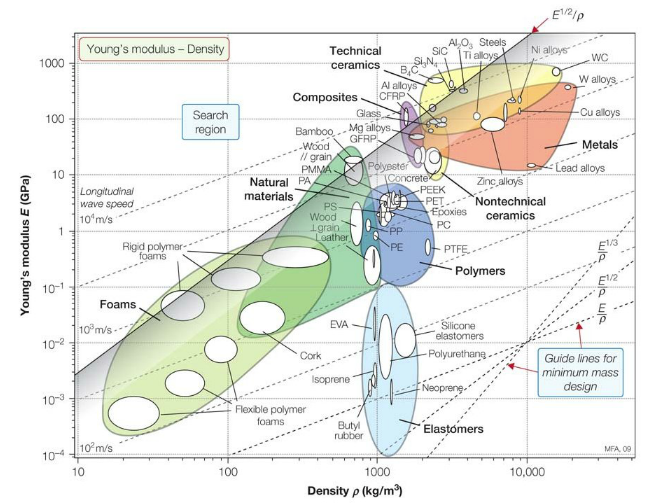 E^1/2/ρ
Young's modulus – Density
Search
region
Technical
ceramics
Al2O3
Steels
SiC
Ti alloys
Ni alloys
Si3N4
B4C
WC
W alloys
Al alloys
CFRP
Composites
Glass
Cu alloys
Mg alloys
GFRP
Bamboo
Wood
// grain
PMMA
PA
Metals
Polyester
Concrete
Zinc alloys
Lead alloys
Natural
materials
PEEK
PET
Epoxies
PC
Nontechnical
ceramics
PS
Wood
⊥grain
Leather
PP
PE
PTFE
Polymers
Longitudinal
wave speed
10^4 m/s
Rigid polymer
foams
Foams
10^3 m/s
Cork
EVA
Silicone
elastomers
Polyurethane
Isoprene
Neoprene
Butyl
rubber
Elastomers
Flexible polymer
foams
10^2 m/s
E^1/3
ρ
E^1/2
ρ
E
ρ
Guide lines for
minimum mass
design
MFA, 09
Young's modulus E (GPa)
1000
100
10
1
10^−1
10^−2
10^−3
10^−4
10
100
1000
10,000
Density ρ (kg/m^3)